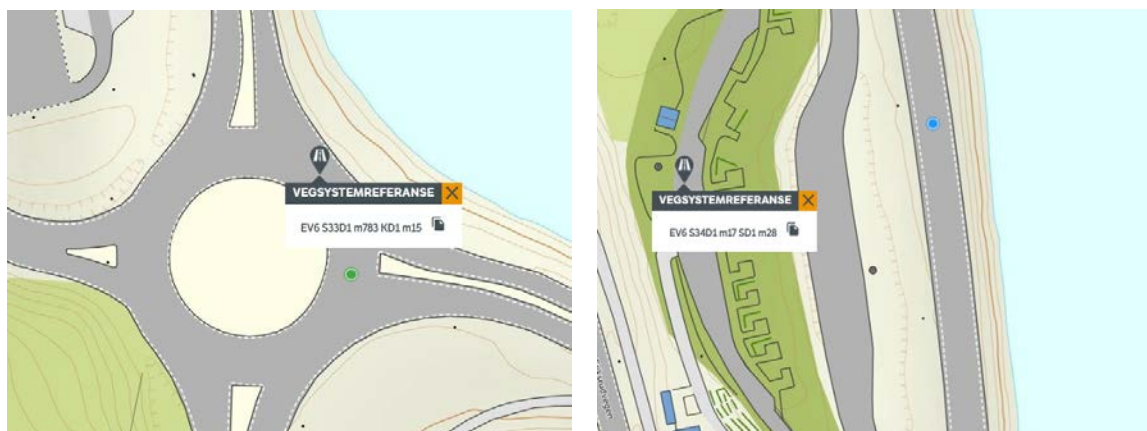 VEGSYSTEMREFERANSE
EV6 S33D1 m783 KD1 m15
VEGSYSTEMREFERANSE
EV6 S34D1 m17 SD1 m28